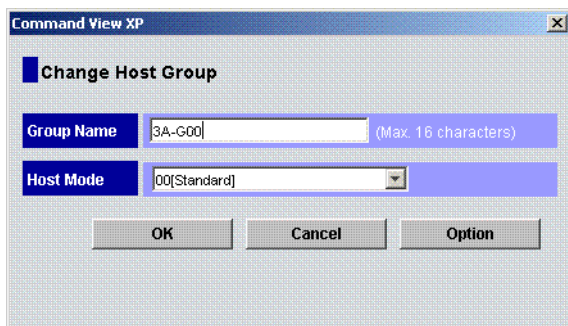 Command View XP
Change Host Group
Group Name 3A-G00 (Max. 16 characters)
Host Mode 00[Standard]
OK Cancel Option